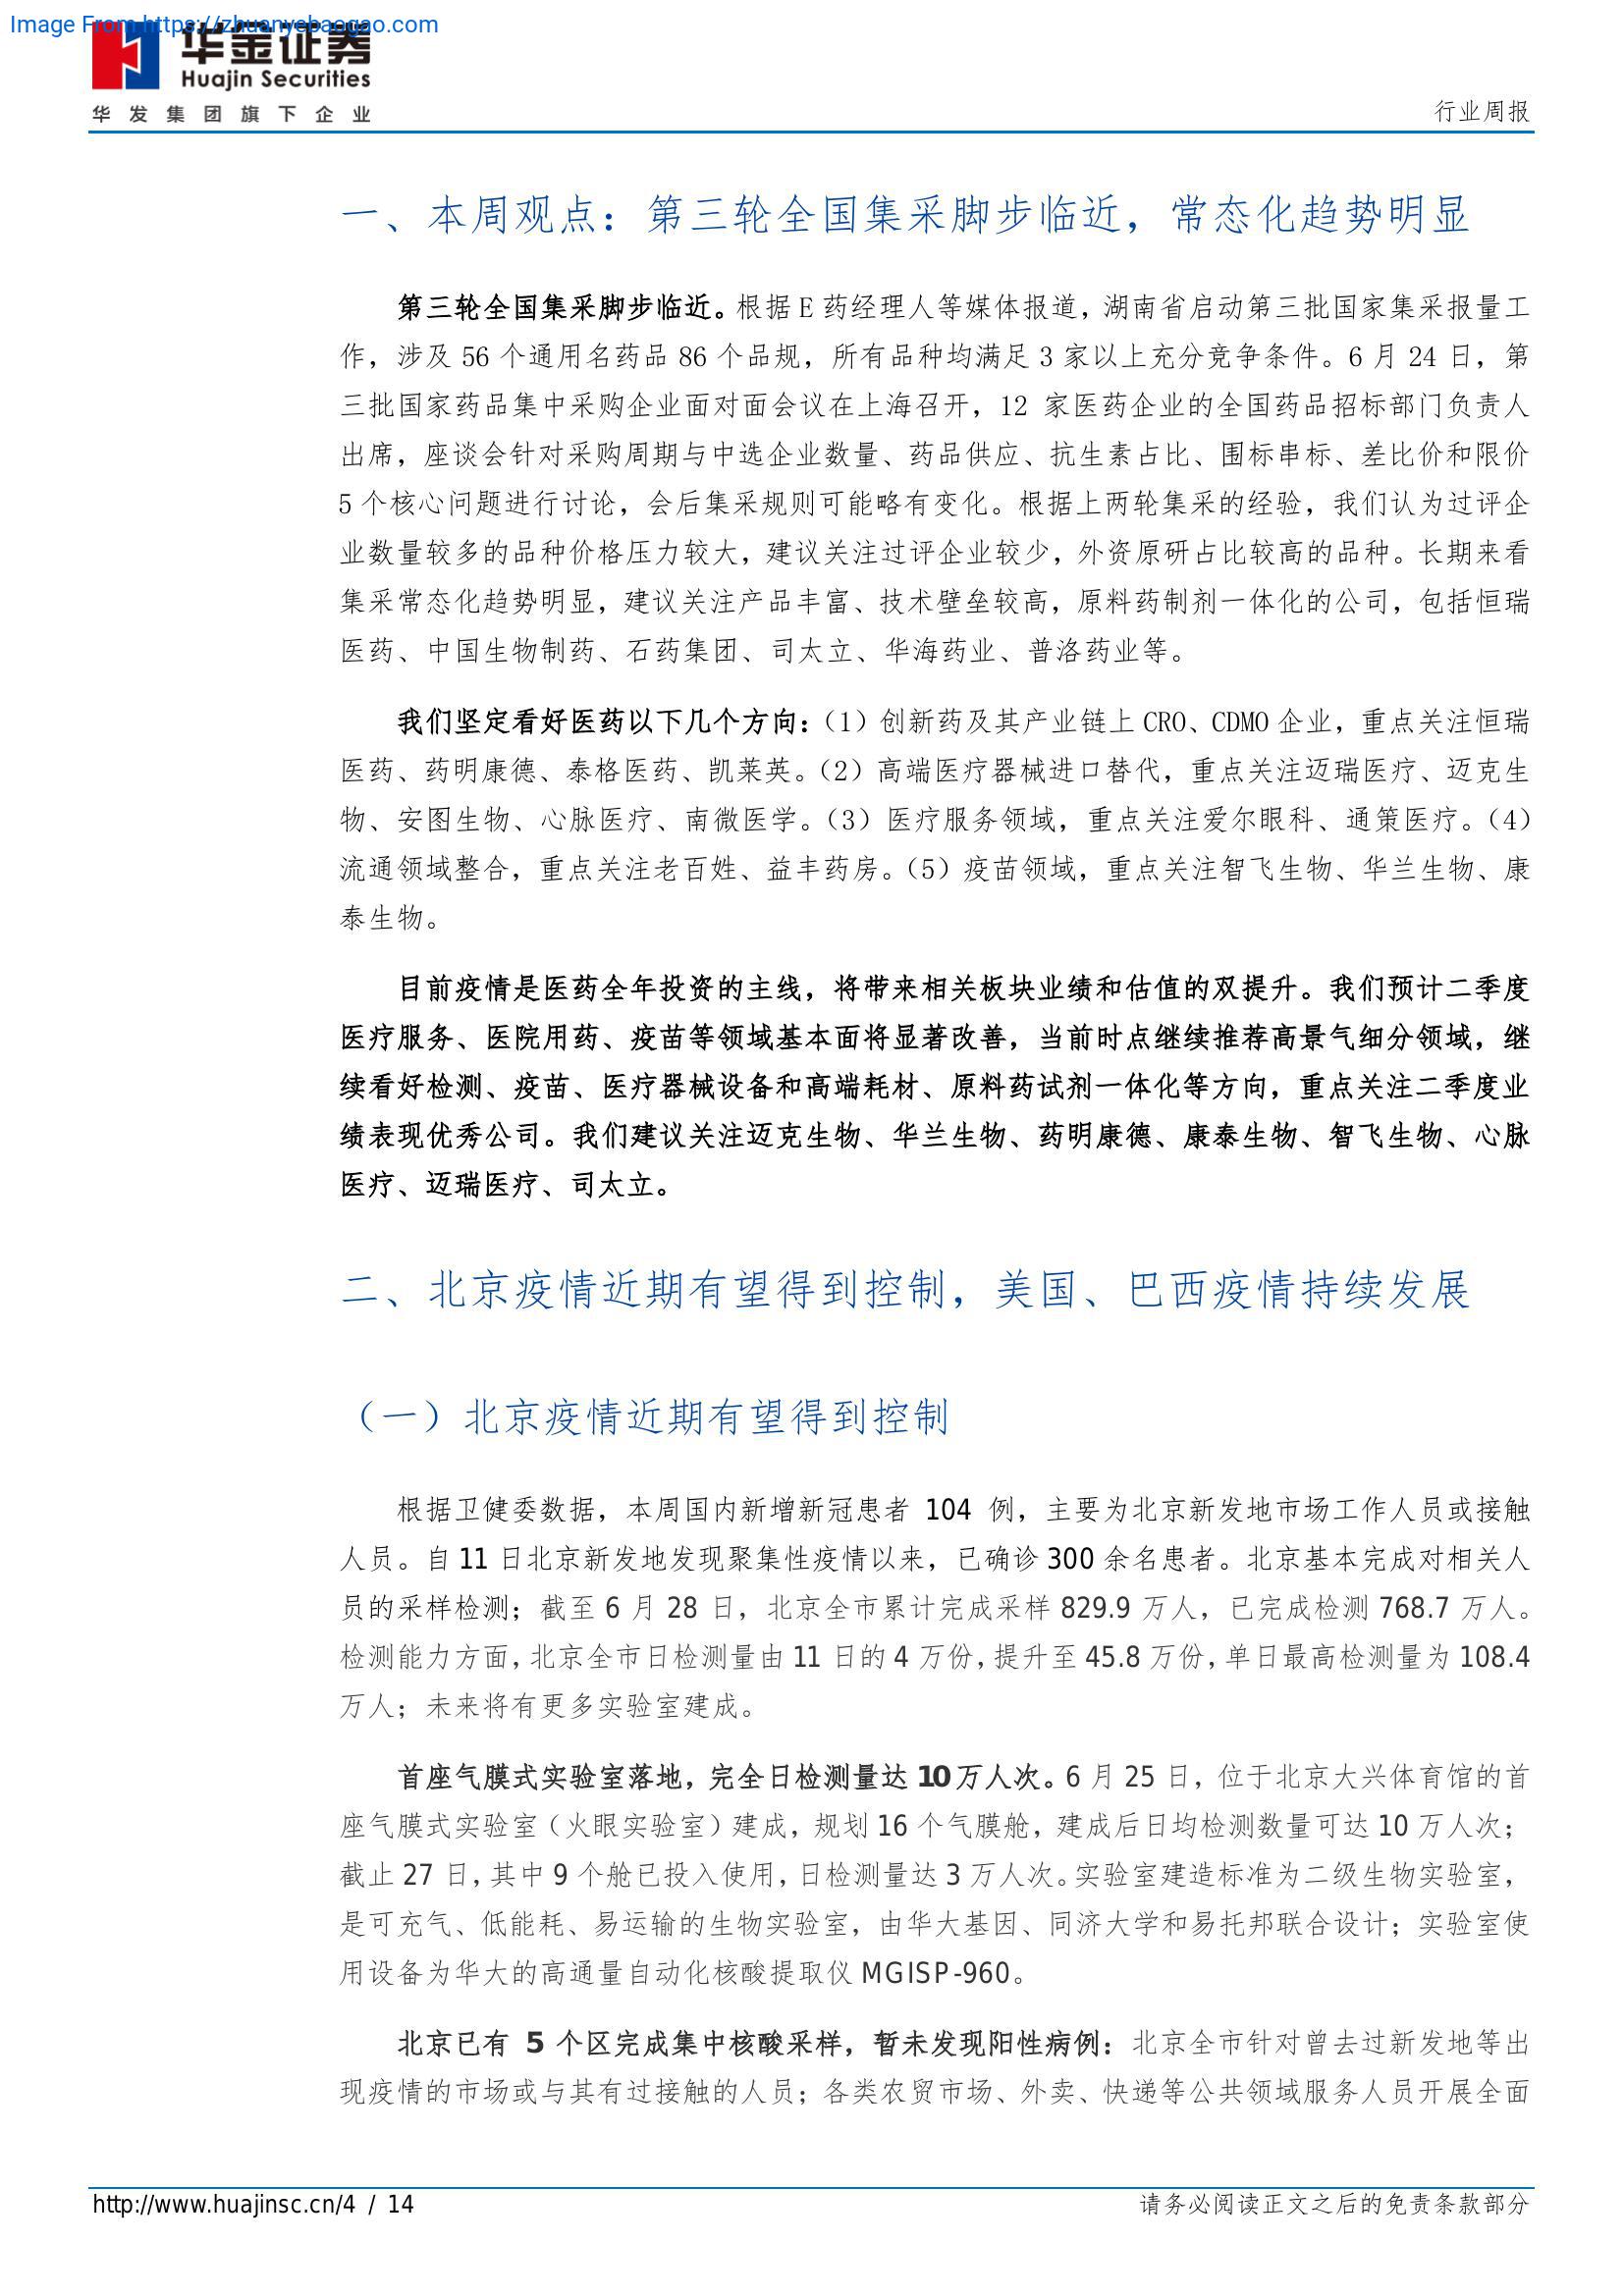 Image From https://zhuanyebaogao.com
华金证券
Huajin Securities
华发集团旗下企业
行业周报
一、本周观点：第三轮全国集采脚步临近，常态化趋势明显
第三轮全国集采脚步临近。根据 E 药经理人等媒体报道，湖南省启动第三批国家集采报量工
作，涉及 56 个通用名药品 86 个品规，所有品种均满足 3 家以上充分竞争条件。6 月 24 日，第
三批国家药品集中采购企业面对面会议在上海召开，12 家医药企业的全国药品招标部门负责人
出席，座谈会针对采购周期与中选企业数量、药品供应、抗生素占比、围标串标、差比价和限价
5 个核心问题进行讨论，会后集采规则可能略有变化。根据上两轮集采的经验，我们认为过评企
业数量较多的品种价格压力较大，建议关注过评企业较少，外资原研占比较高的品种。长期来看
集采常态化趋势明显，建议关注产品丰富、技术壁垒较高，原料药制剂一体化的公司，包括恒瑞
医药、中国生物制药、石药集团、司太立、华海药业、普洛药业等。
我们坚定看好医药以下几个方向：（1）创新药及其产业链上 CRO、CDMO 企业，重点关注恒瑞
医药、药明康德、泰格医药、凯莱英。（2）高端医疗器械进口替代，重点关注迈瑞医疗、迈克生
物、安图生物、心脉医疗、南微医学。（3）医疗服务领域，重点关注爱尔眼科、通策医疗。（4）
流通领域整合，重点关注老百姓、益丰药房。（5）疫苗领域，重点关注智飞生物、华兰生物、康
泰生物。
目前疫情是医药全年投资的主线，将带来相关板块业绩和估值的双提升。我们预计二季度
医疗服务、医院用药、疫苗等领域基本面将显著改善，当前时点继续推荐高景气细分领域，继
续看好检测、疫苗、医疗器械设备和高端耗材、原料药试剂一体化等方向，重点关注二季度业
绩表现优秀公司。我们建议关注迈克生物、华兰生物、药明康德、康泰生物、智飞生物、心脉
医疗、迈瑞医疗、司太立。
二、北京疫情近期有望得到控制，美国、巴西疫情持续发展
（一）北京疫情近期有望得到控制
根据卫健委数据，本周国内新增新冠患者 104 例，主要为北京新发地市场工作人员或接触
人员。自 11 日北京新发地发现聚集性疫情以来，已确诊 300 余名患者。北京基本完成对相关人
员的采样检测；截至 6 月 28 日，北京全市累计完成采样 829.9 万人，已完成检测 768.7 万人。
检测能力方面，北京全市日检测量由 11 日的 4 万份，提升至 45.8 万份，单日最高检测量为 108.4
万人；未来将有更多实验室建成。
首座气膜式实验室落地，完全日检测量达 10 万人次。6 月 25 日，位于北京大兴体育馆的首
座气膜式实验室（火眼实验室）建成，规划 16 个气膜舱，建成后日均检测数量可达 10 万人次；
截止 27 日，其中 9 个舱已投入使用，日检测量达 3 万人次。实验室建造标准为二级生物实验室，
是可充气、低能耗、易运输的生物实验室，由华大基因、同济大学和易托邦联合设计；实验室使
用设备为华大的高通量自动化核酸提取仪 MGISP-960。
北京已有 5 个区完成集中核酸采样，暂未发现阳性病例：北京全市针对曾去过新发地等出
现疫情的市场或与其有过接触的人员；各类农贸市场、外卖、快递等公共领域服务人员开展全面
http://www.huajinsc.cn/4 / 14
请务必阅读正文之后的免责条款部分